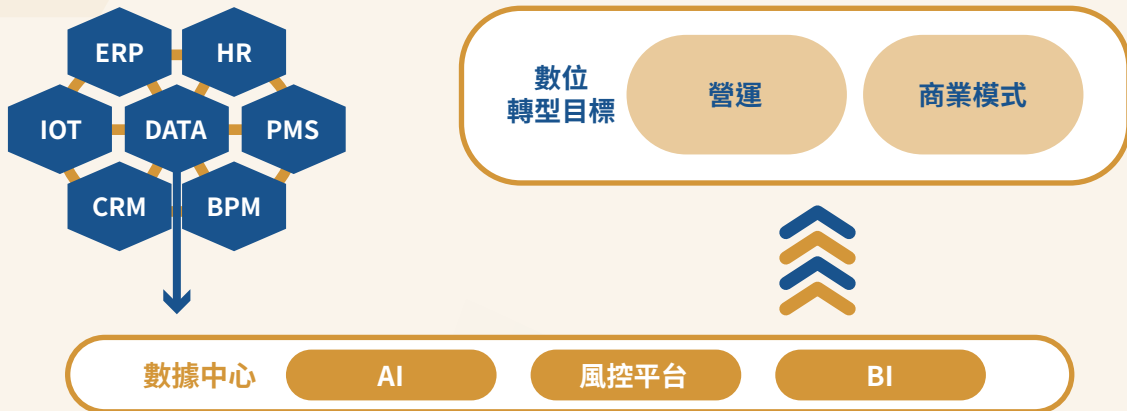 ERP
HR
IOT
DATA
PMS
CRM
BPM
數位
轉型目標
營運
商業模式
數據中心
AI
風控平台
BI